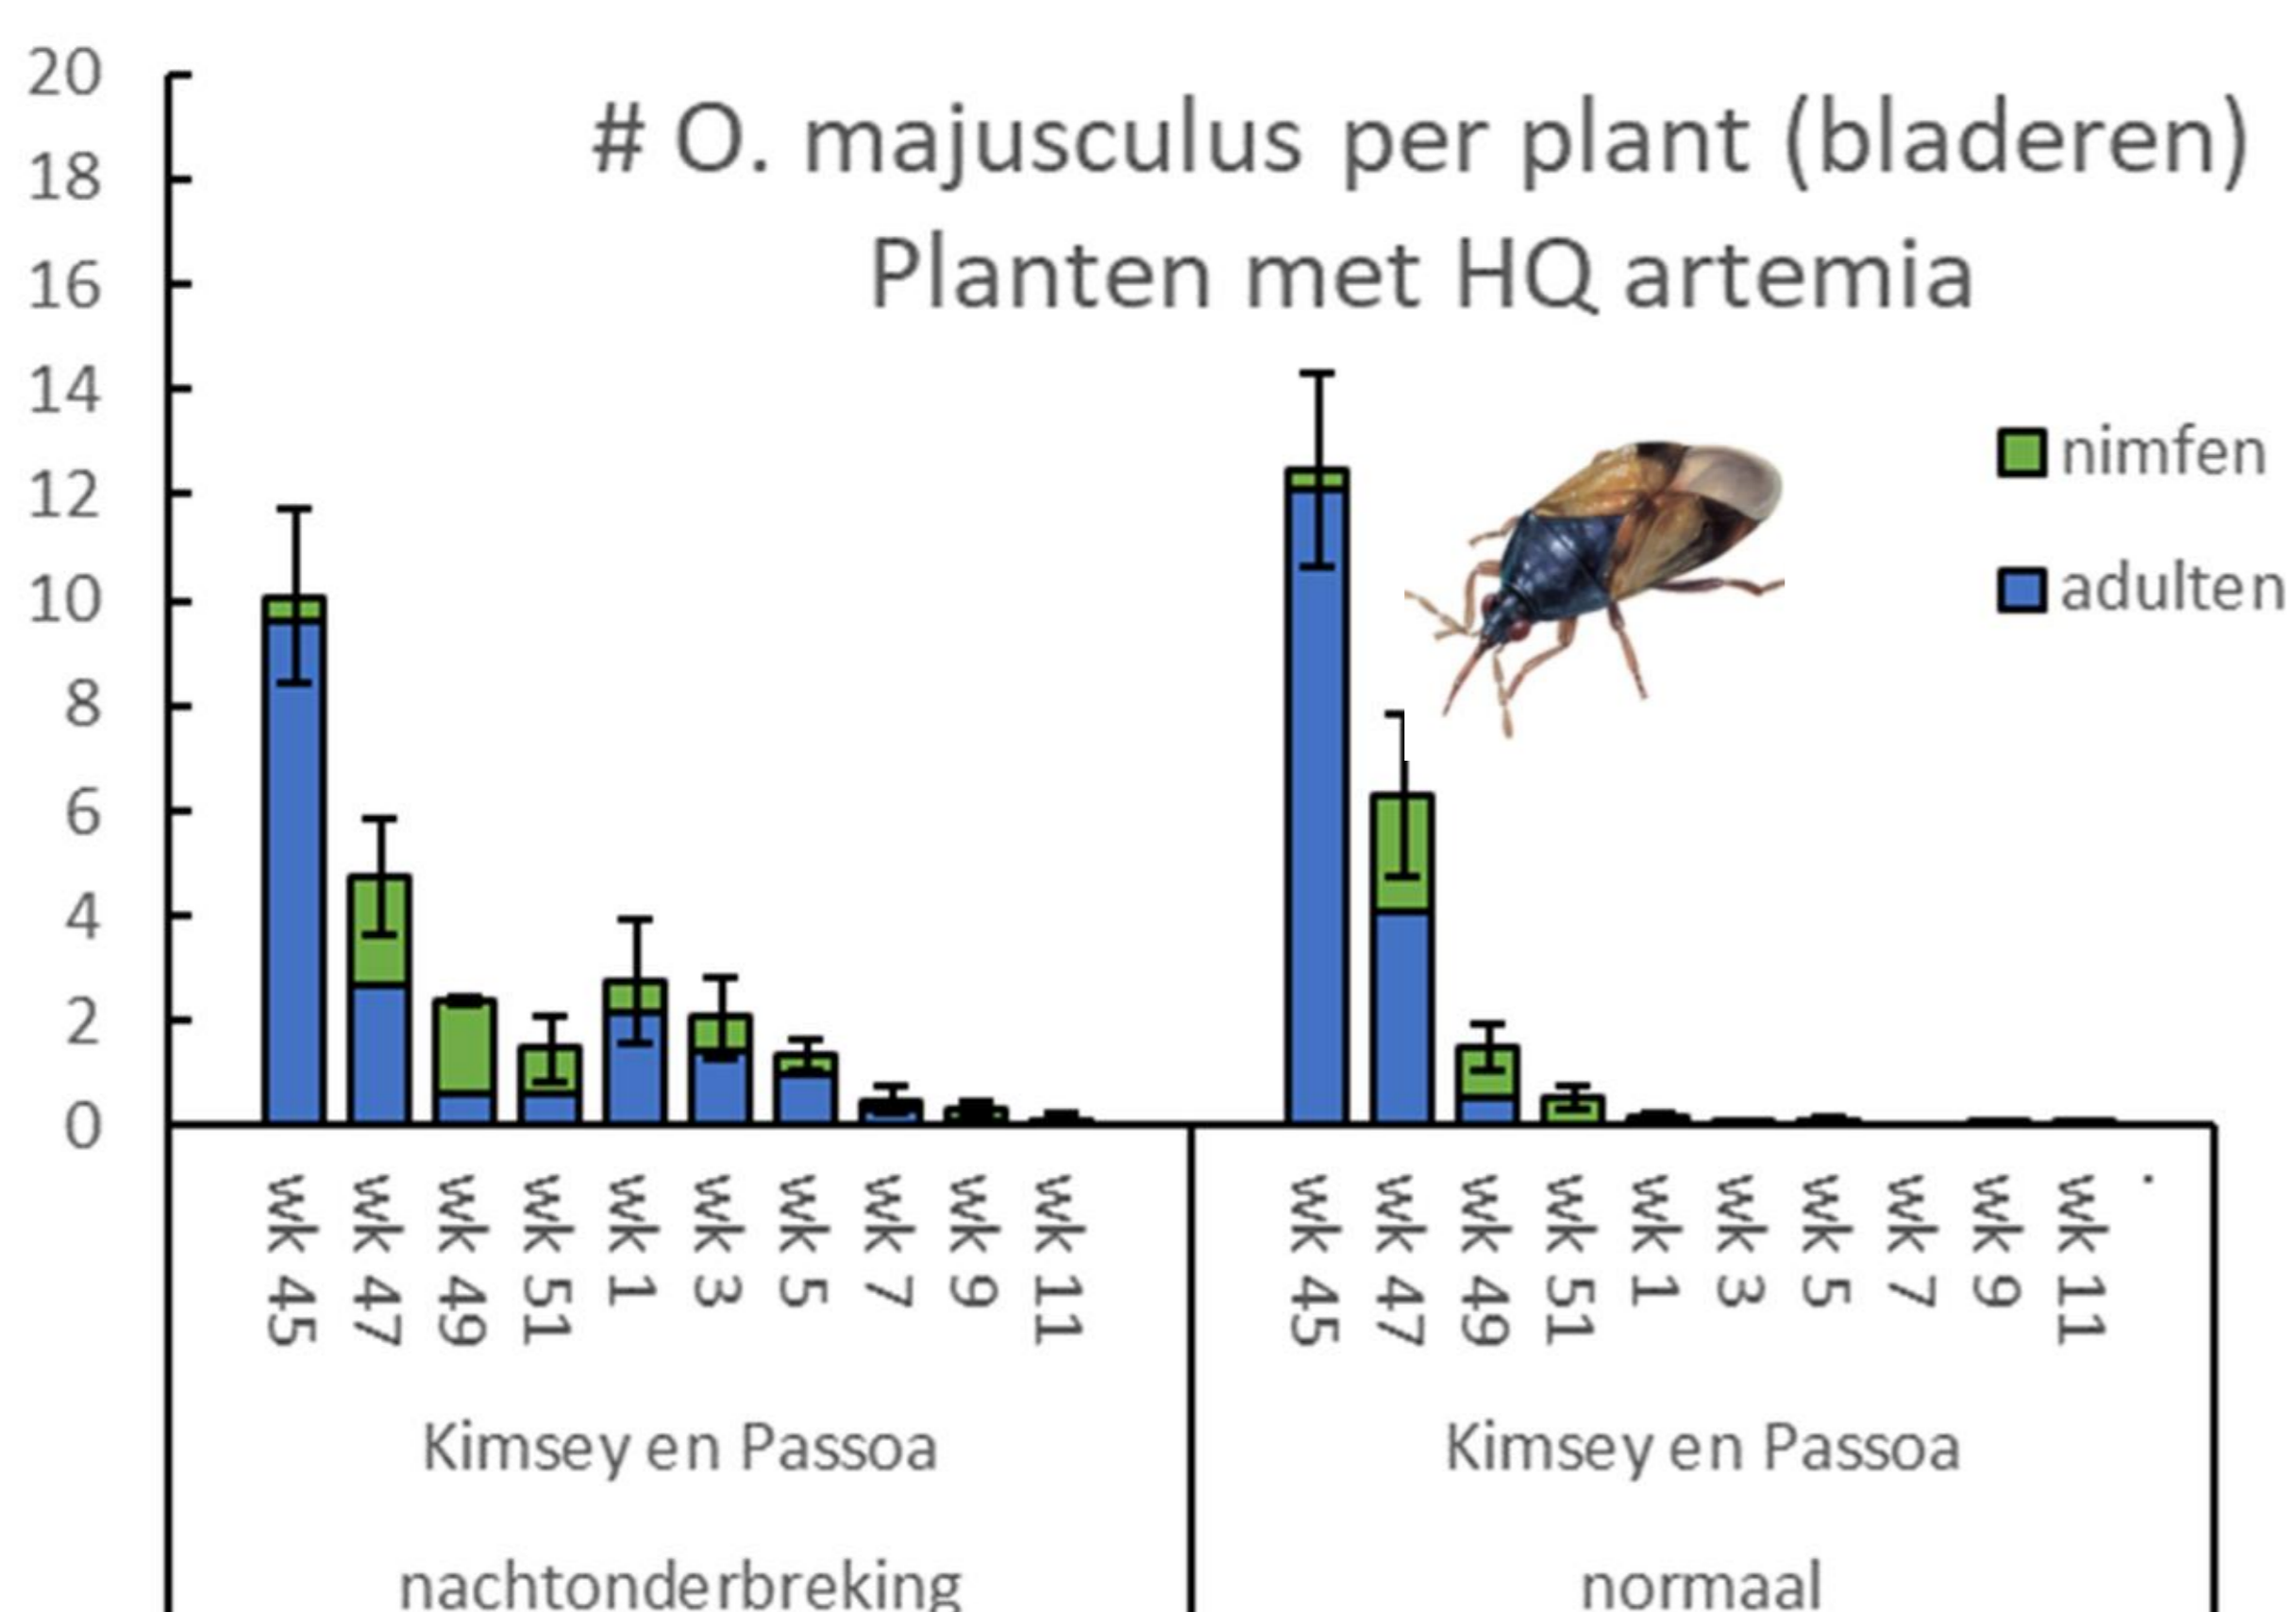 # O. majusculus per plant (bladeren)
Planten met HQ artemia
20
18
16
14
12
10
8
6
4
2
0
nimfen
adulten
wk 45
wk 47
wk 49
wk 51
wk 1
wk 3
wk 5
wk 7
wk 9
wk 11
wk 45
wk 47
wk 49
wk 51
wk 1
wk 3
wk 5
wk 7
wk 9
wk 11
.
Kimsey en Passoa
Kimsey en Passoa
nachtonderbreking
normaal